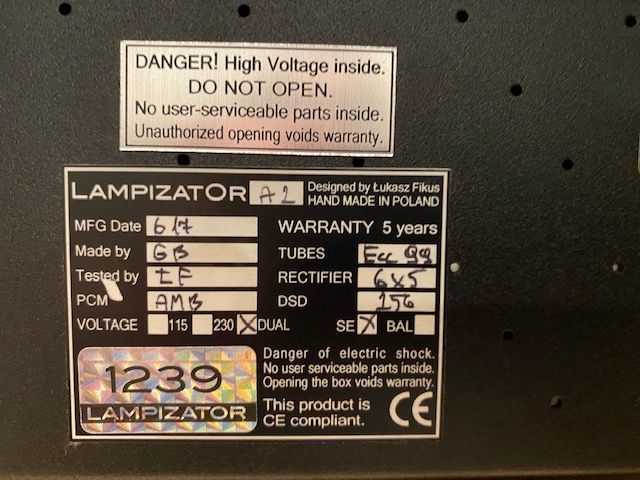 DANGER! High Voltage inside.
DO NOT OPEN.
No user-serviceable parts inside.
Unauthorized opening voids warranty.
LAMPIZATOR A2 Designed by Łukasz Fikus
HAND MADE IN POLAND
MFG Date 6/7 WARRANTY 5 years
Made by GB TUBES Ecc 99
Tested by ŁF RECTIFIER 6X5
PCM AMB DSD 256
VOLTAGE 115 230 X DUAL SE X BAL
1239
LAMPIZATOR
Danger of electric shock.
No user serviceable parts inside.
Opening the box voids warranty.
This product is
CE compliant.
CE